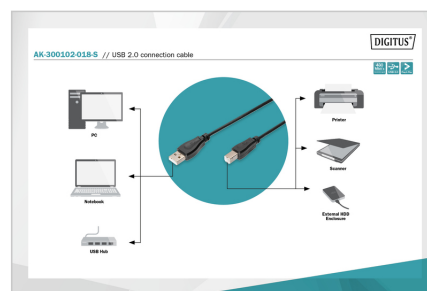 DIGITUS®
AK-300102-018-S // USB 2.0 connection cable
PC
Notebook
USB Hub
Printer
Scanner
External HDD
Enclosure